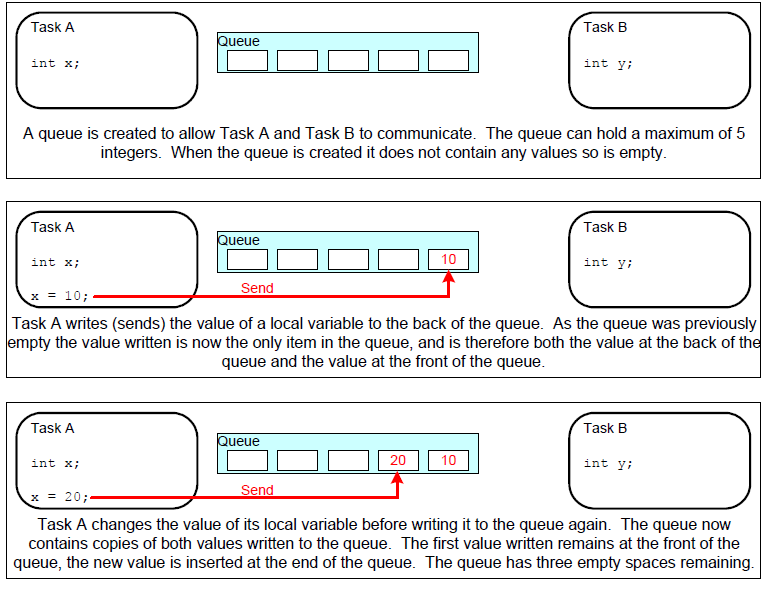 Task A
Queue
Task B
int x;
int y;
A queue is created to allow Task A and Task B to communicate.  The queue can hold a maximum of 5
integers.  When the queue is created it does not contain any values so is empty.
Task A
Queue
Task B
int x;
10
int y;
x = 10;
Send
Task A writes (sends) the value of a local variable to the back of the queue.  As the queue was previously
empty the value written is now the only item in the queue, and is therefore both the value at the back of the
queue and the value at the front of the queue.
Task A
Queue
Task B
int x;
20 10
int y;
x = 20;
Send
Task A changes the value of its local variable before writing it to the queue again.  The queue now
contains copies of both values written to the queue.  The first value written remains at the front of the
queue, the new value is inserted at the end of the queue.  The queue has three empty spaces remaining.